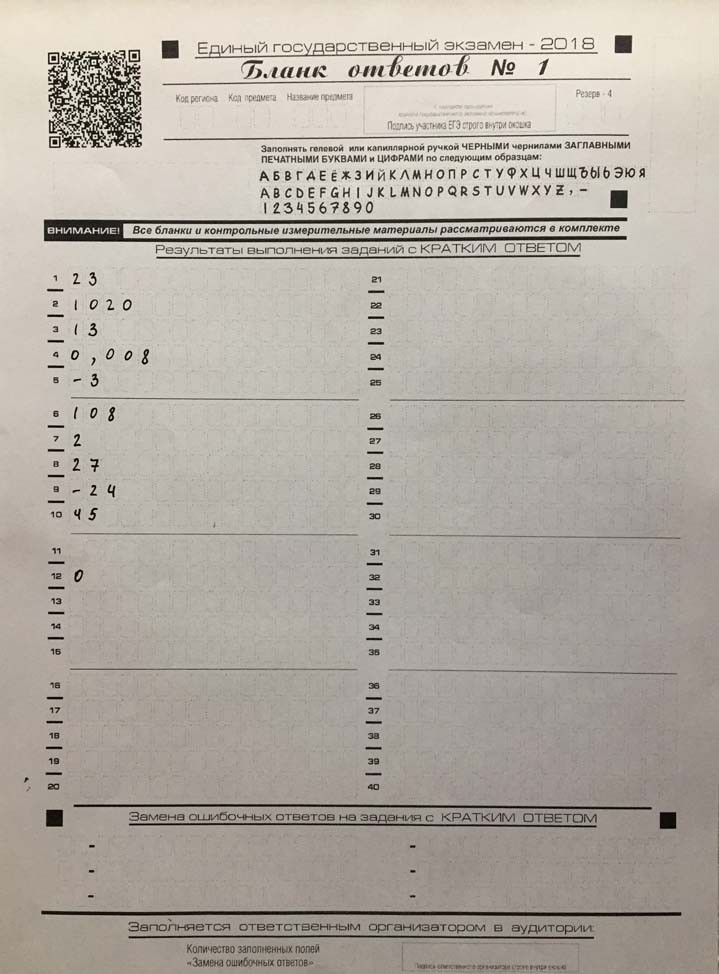 Единый государственный экзамен - 2018
Бланк ответов № 1
Код региона Код предмета Название предмета Резерв - 4
Подпись участника ЕГЭ строго внутри окошка
Заполнять гелевой или капиллярной ручкой ЧЕРНЫМИ чернилами ЗАГЛАВНЫМИ
ПЕЧАТНЫМИ БУКВАМИ и ЦИФРАМИ по следующим образцам:
АБВГДЕЁЖЗИЙКЛМНОПРСТУФХЦЧШЩЪЫЬЭЮЯ
ABCDEFGHIJKLMNOPQRSTUVWXYZ,-
1234567890
ВНИМАНИЕ! Все бланки и контрольные измерительные материалы рассматриваются в комплекте
Результаты выполнения заданий с КРАТКИМ ОТВЕТОМ
1 23 21
2 1020 22
3 13 23
4 0,008 24
5 -3 25
6 108 26
7 2 27
8 27 28
9 -24 29
10 45 30
11 31
12 0 32
13 33
14 34
15 35
16 36
17 37
18 38
19 39
20 40
Замена ошибочных ответов на задания с КРАТКИМ ОТВЕТОМ
- -
- -
- -
Заполняется ответственным организатором в аудитории:
Количество заполненных полей
«Замена ошибочных ответов»
Подпись ответственного организатора строго внутри окошка